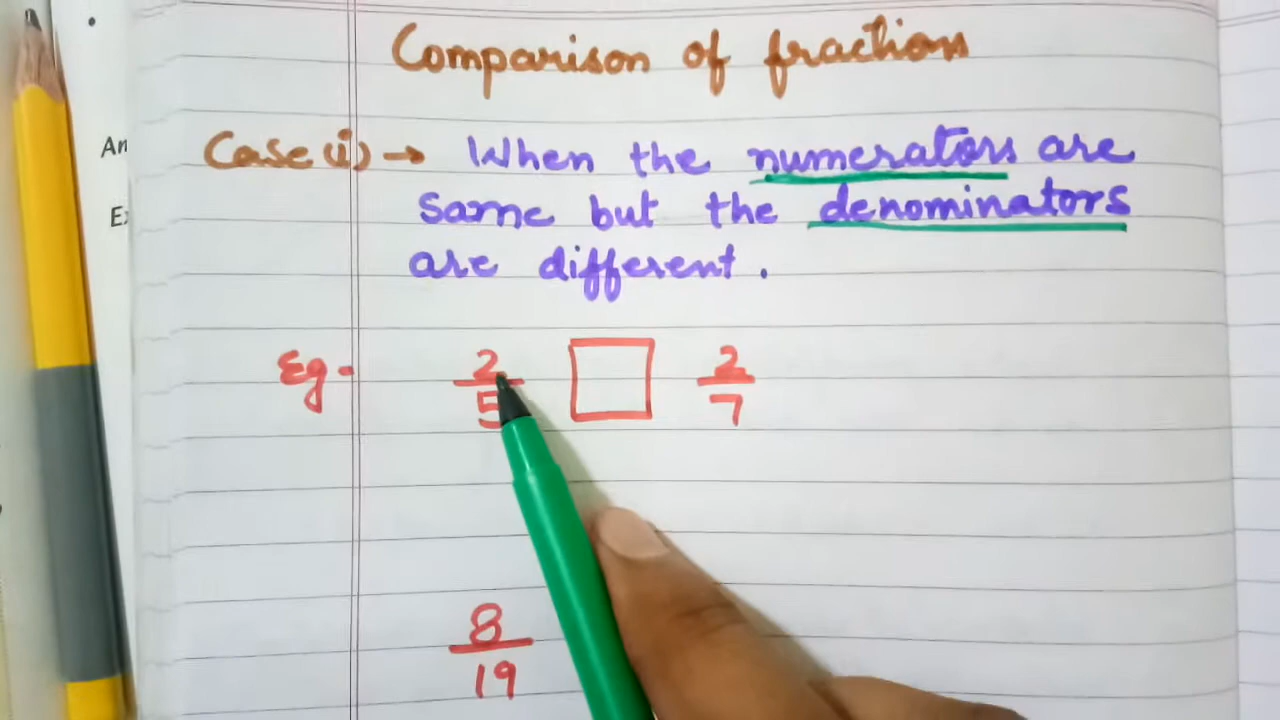 Comparison of fractions
Case (i) → When the numerators are
same but the denominators
are different.
Eg- 2/5 □ 2/7
8/19